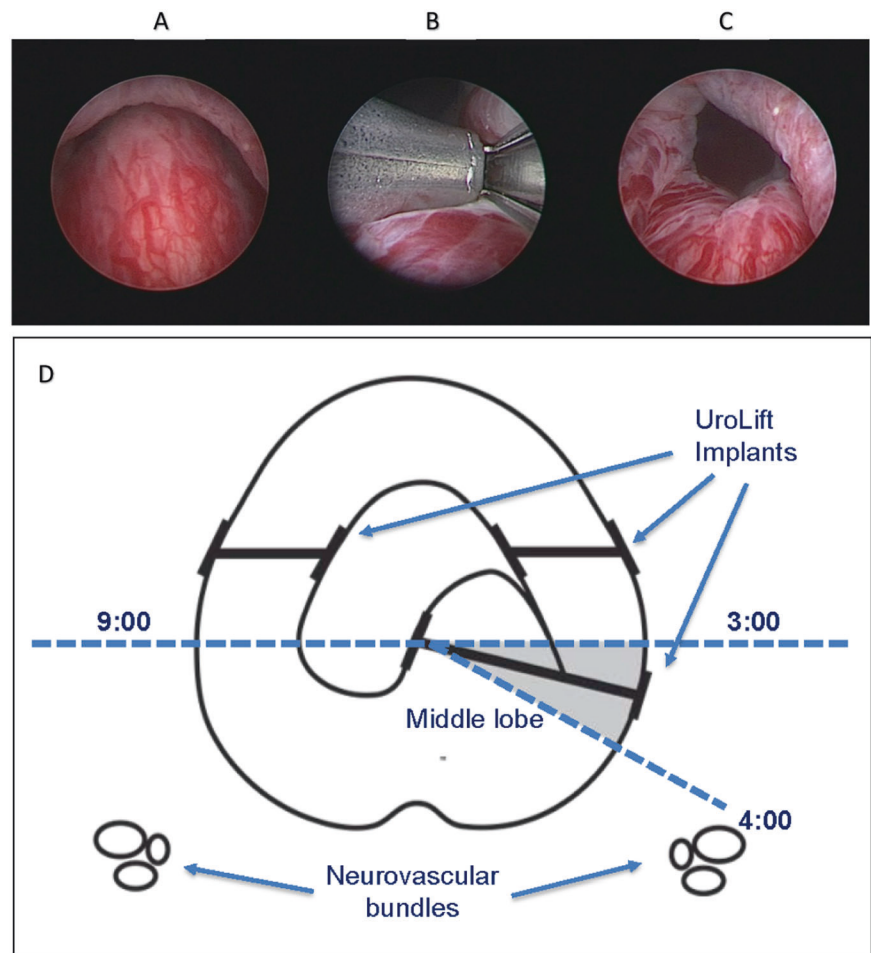 A
B
C
D
UroLift
Implants
9:00
3:00
Middle lobe
4:00
Neurovascular
bundles